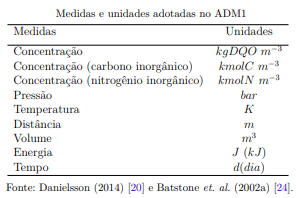 Medidas e unidades adotadas no ADM1
Medidas Unidades
Concentração kgDQO m⁻³
Concentração (carbono inorgânico) kmolC m⁻³
Concentração (nitrogênio inorgânico) kmolN m⁻³
Pressão bar
Temperatura K
Distância m
Volume m³
Energia J (kJ)
Tempo d(dia)
Fonte: Danielsson (2014) [20] e Batstone et. al. (2002a) [24].